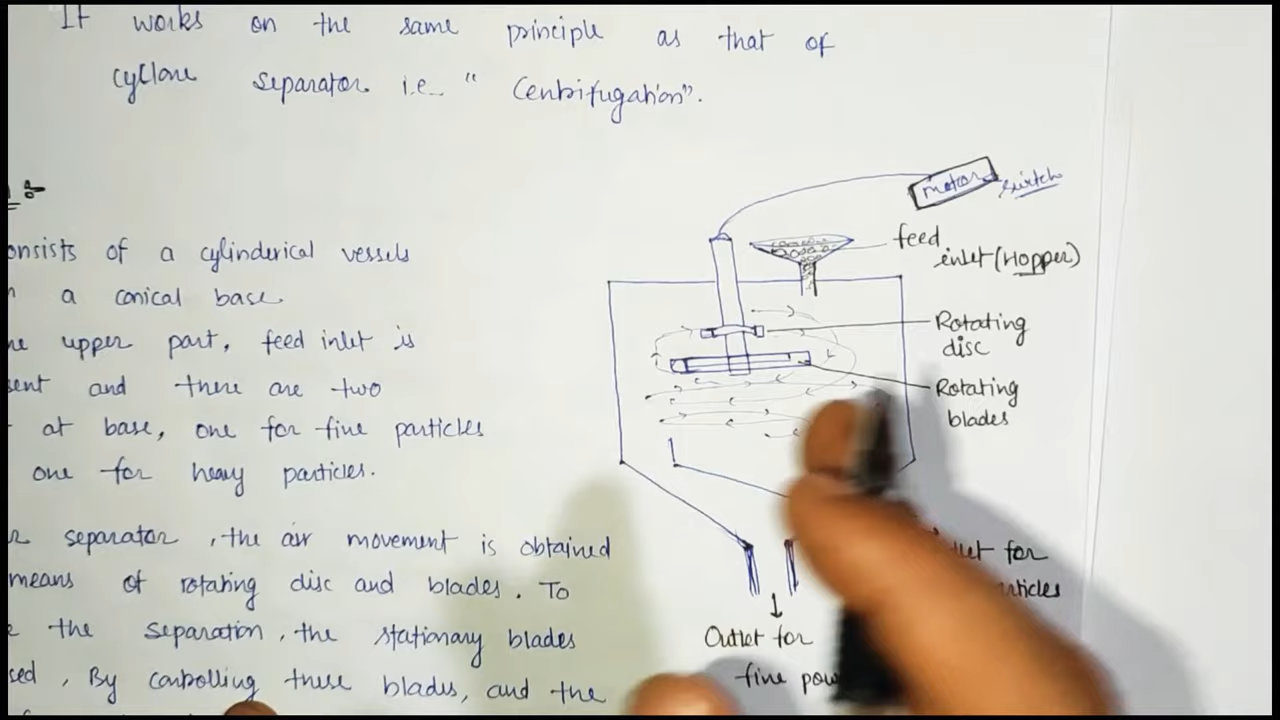 It works on the same principle as that of
cyclone separator i.e. "Centrifugation".
onsists of a cylinderical vessels
a conical base.
upper part, feed inlet is
sent and there are two
at base, one for fine particles
one for heavy particles.
separator, the air movement is obtained
means of rotating disc and blades. To
the separation, the stationary blades
sed, By controlling these blades, and the
motor
switch
feed
inlet (Hopper)
Rotating
disc
Rotating
blades
for
Outlet for
fine